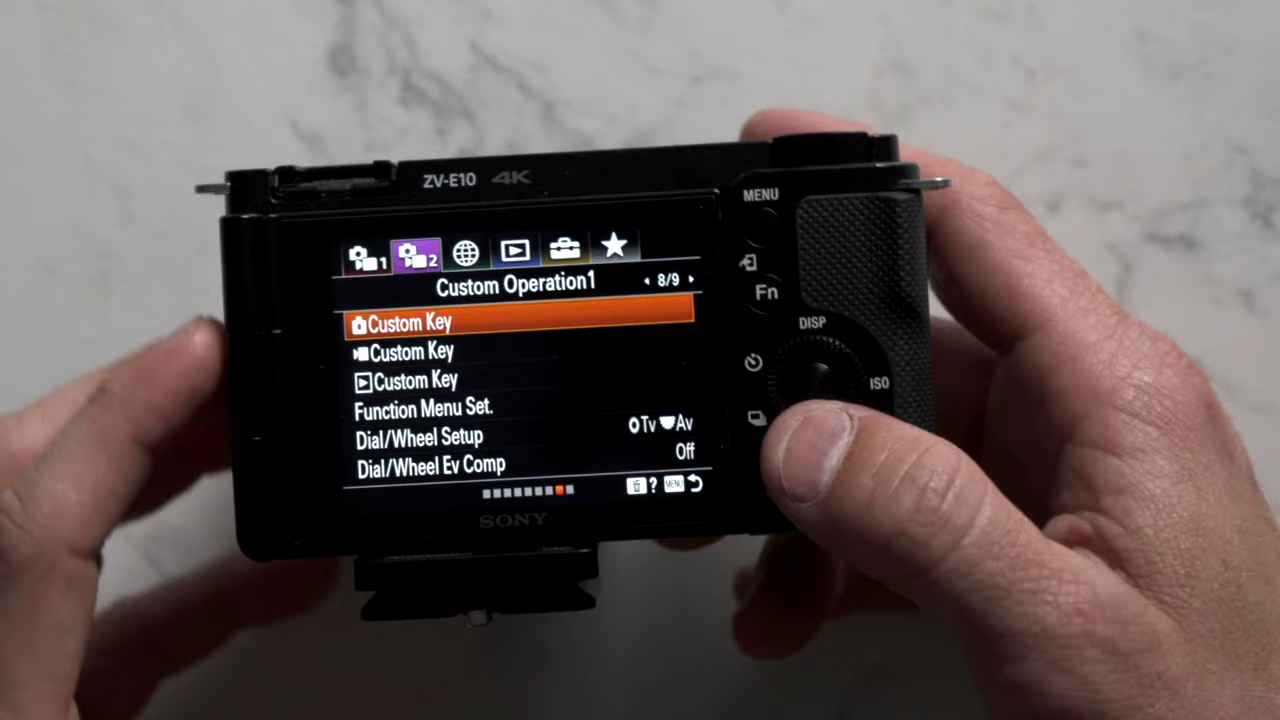 ZV-E10 4K
MENU
1 2
Custom Operation1 8/9
Fn
Custom Key
DISP
Custom Key
Custom Key
ISO
Function Menu Set.
Dial/Wheel Setup Tv Av
Dial/Wheel Ev Comp Off
? MENU
SONY